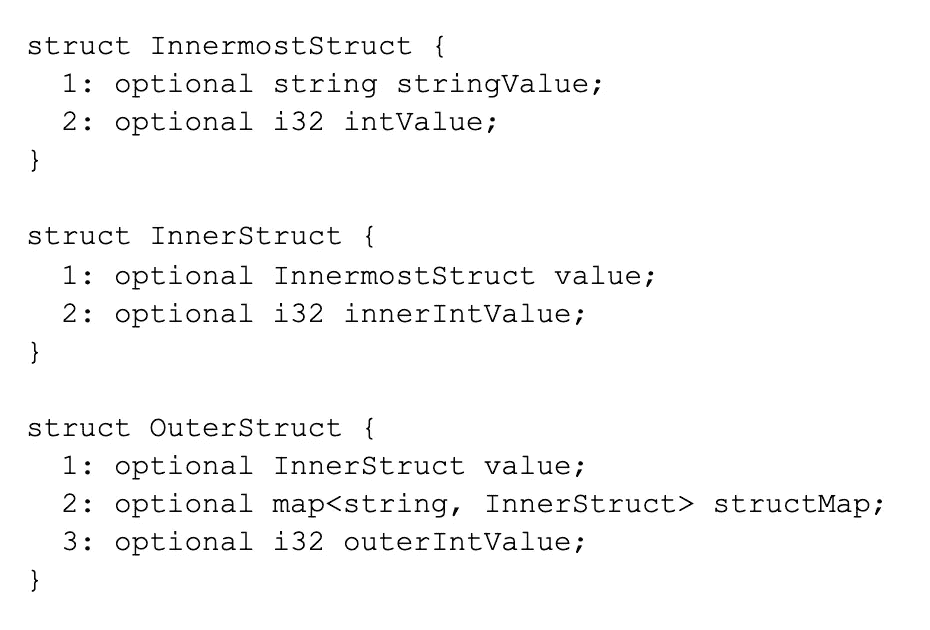 struct InnermostStruct {
  1: optional string stringValue;
  2: optional i32 intValue;
}

struct InnerStruct {
  1: optional InnermostStruct value;
  2: optional i32 innerIntValue;
}

struct OuterStruct {
  1: optional InnerStruct value;
  2: optional map<string, InnerStruct> structMap;
  3: optional i32 outerIntValue;
}